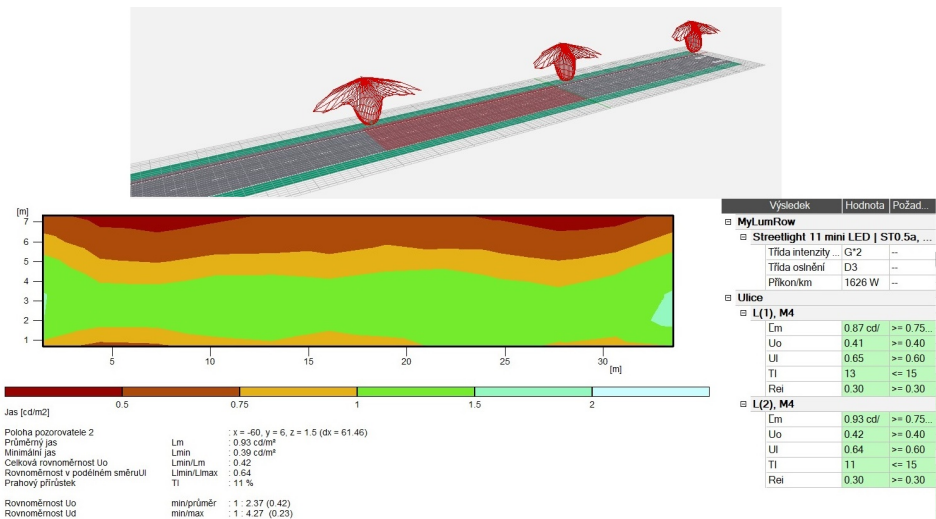 [m]
7
6
5
4
3
2
1
5
10
15
20
25
30
[m]
0.5
0.75
1
1.5
2
Jas [cd/m2]
Poloha pozorovatele 2 : x = -60, y = 6, z = 1.5 (dx = 61.46)
Průměrný jas Lm : 0.93 cd/m²
Minimální jas Lmin : 0.39 cd/m²
Celková rovnoměrnost Uo Lmin/Lm : 0.42
Rovnoměrnost v podélném směruUl Llmin/Llmax : 0.64
Prahový přírůstek TI : 11 %
Rovnoměrnost Uo min/průměr : 1 : 2.37 (0.42)
Rovnoměrnost Ud min/max : 1 : 4.27 (0.23)
Výsledek Hodnota Požad...
MyLumRow
Streetlight 11 mini LED | ST0.5a, ...
Třída intenzity ... G*2 --
Třída oslnění D3 --
Příkon/km 1626 W --
Ulice
L(1), M4
Lm 0.87 cd/ >= 0.75...
Uo 0.41 >= 0.40
Ul 0.65 >= 0.60
TI 13 <= 15
Rei 0.30 >= 0.30
L(2), M4
Lm 0.93 cd/ >= 0.75...
Uo 0.42 >= 0.40
Ul 0.64 >= 0.60
TI 11 <= 15
Rei 0.30 >= 0.30